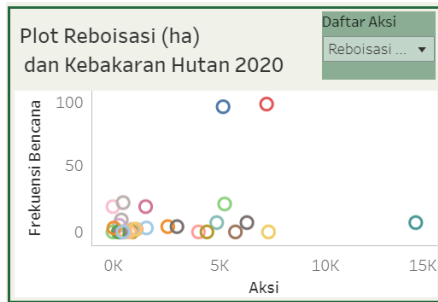 Plot Reboisasi (ha)
dan Kebakaran Hutan 2020
Daftar Aksi
Reboisasi ...
Frekuensi Bencana
100
50
0
0K 5K 10K 15K
Aksi